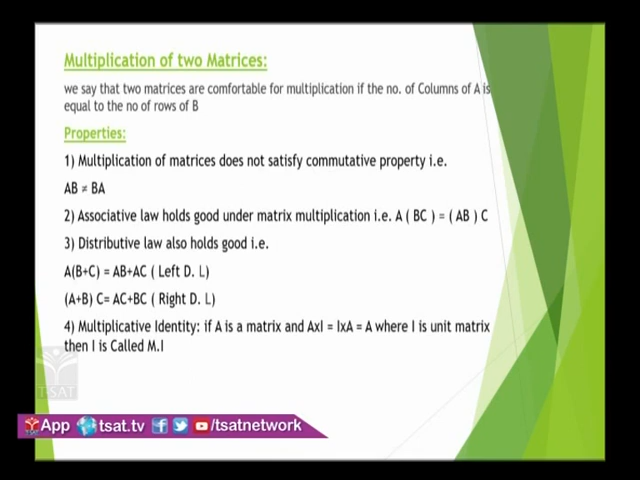 Multiplication of two Matrices:
we say that two matrices are comfortable for multiplication if the no. of Columns of A is
equal to the no of rows of B
Properties:
1) Multiplication of matrices does not satisfy commutative property i.e.
AB ≠ BA
2) Associative law holds good under matrix multiplication i.e. A ( BC ) = ( AB ) C
3) Distributive law also holds good i.e.
A(B+C) = AB+AC ( Left D. L)
(A+B) C= AC+BC ( Right D. L)
4) Multiplicative Identity: if A is a matrix and AxI = IxA = A where I is unit matrix
then I is Called M.I
T-SAT
App tsat.tv /tsatnetwork